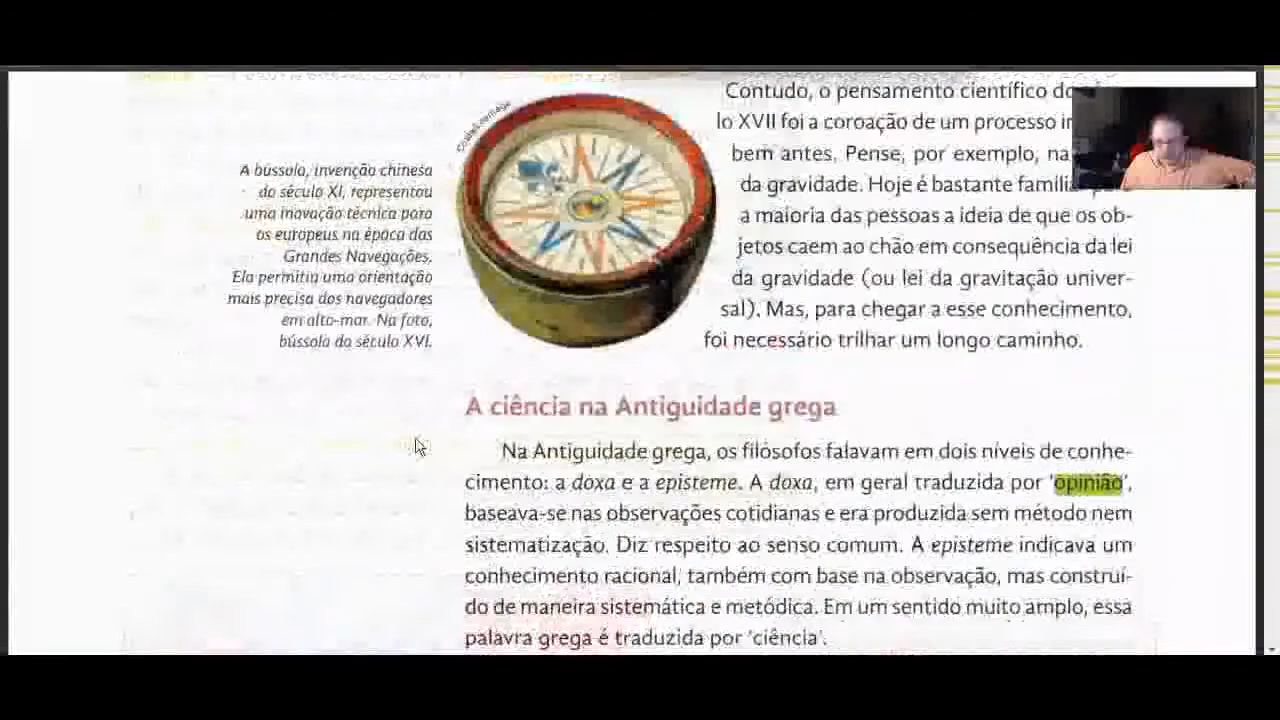 Contudo, o pensamento científico do
lo XVII foi a coroação de um processo
bem antes. Pense, por exemplo, na
da gravidade. Hoje é bastante
a maioria das pessoas a ideia de que os ob-
jetos caem ao chão em consequência da lei
da gravidade (ou lei da gravitação univer-
sal). Mas, para chegar a esse conhecimento,
foi necessário trilhar um longo caminho.
A bússola, invenção chinesa
do século XI, representou
uma inovação técnica para
os europeus na época das
Grandes Navegações.
Ela permitia uma orientação
mais precisa dos navegadores
em alto-mar. Na foto,
bússola do século XVI.
A ciência na Antiguidade grega
Na Antiguidade grega, os filósofos falavam em dois níveis de conhe-
cimento: a doxa e a episteme. A doxa, em geral traduzida por 'opinião',
baseava-se nas observações cotidianas e era produzida sem método nem
sistematização. Diz respeito ao senso comum. A episteme indicava um
conhecimento racional, também com base na observação, mas construí-
do de maneira sistemática e metódica. Em um sentido muito amplo, essa
palavra grega é traduzida por 'ciência'.